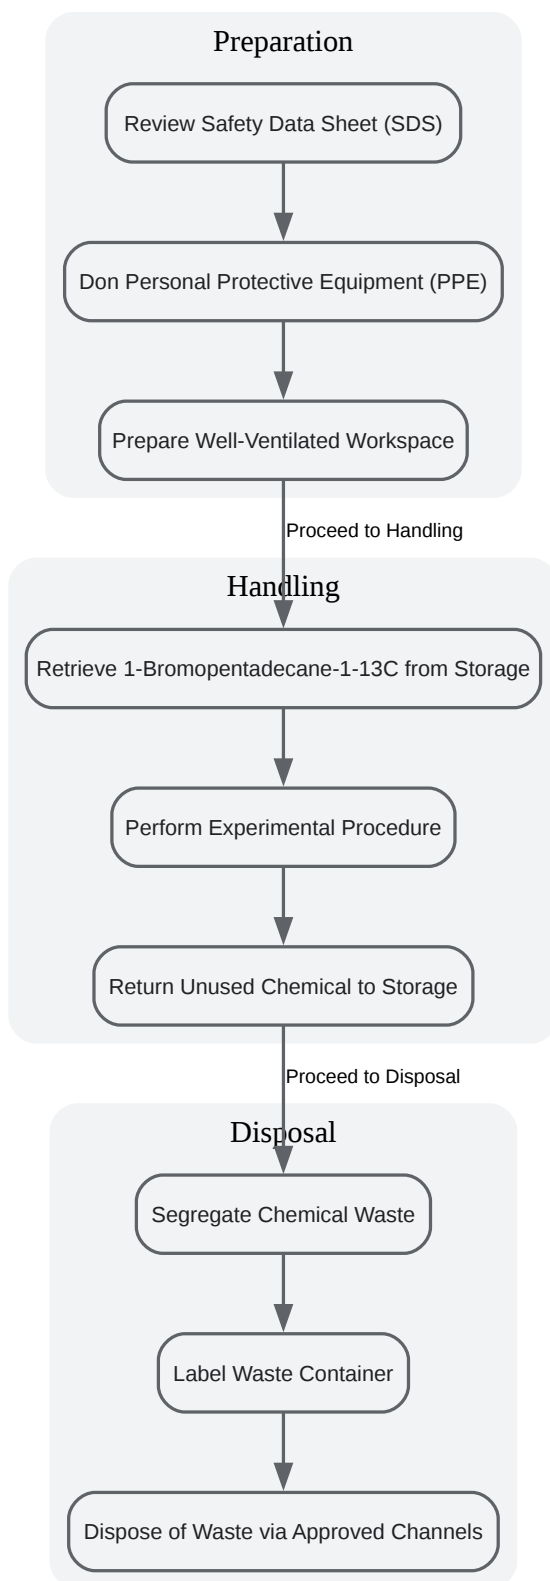 Preparation
Review Safety Data Sheet (SDS)
Don Personal Protective Equipment (PPE)
Prepare Well-Ventilated Workspace
Proceed to Handling
Handling
Retrieve 1-Bromopentadecane-1-13C from Storage
Perform Experimental Procedure
Return Unused Chemical to Storage
Proceed to Disposal
Disposal
Segregate Chemical Waste
Label Waste Container
Dispose of Waste via Approved Channels